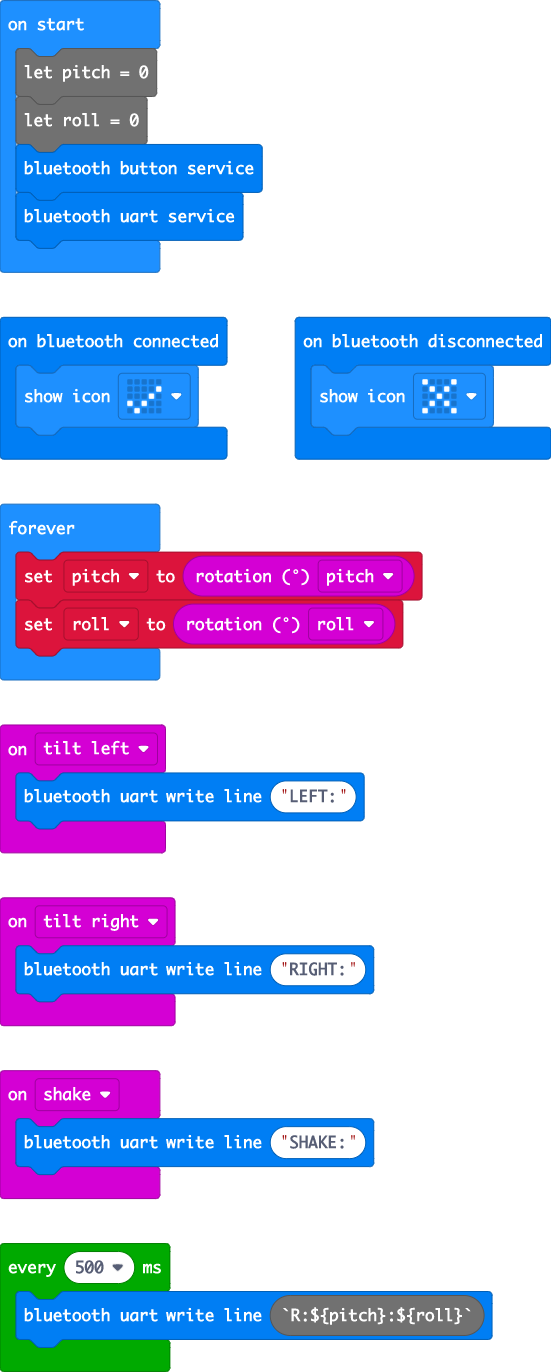 on start
let pitch = 0
let roll = 0
bluetooth button service
bluetooth uart service
on bluetooth connected
show icon
on bluetooth disconnected
show icon
forever
set pitch to rotation (°) pitch
set roll to rotation (°) roll
on tilt left
bluetooth uart write line "LEFT:"
on tilt right
bluetooth uart write line "RIGHT:"
on shake
bluetooth uart write line "SHAKE:"
every 500 ms
bluetooth uart write line `R:${pitch}:${roll}`